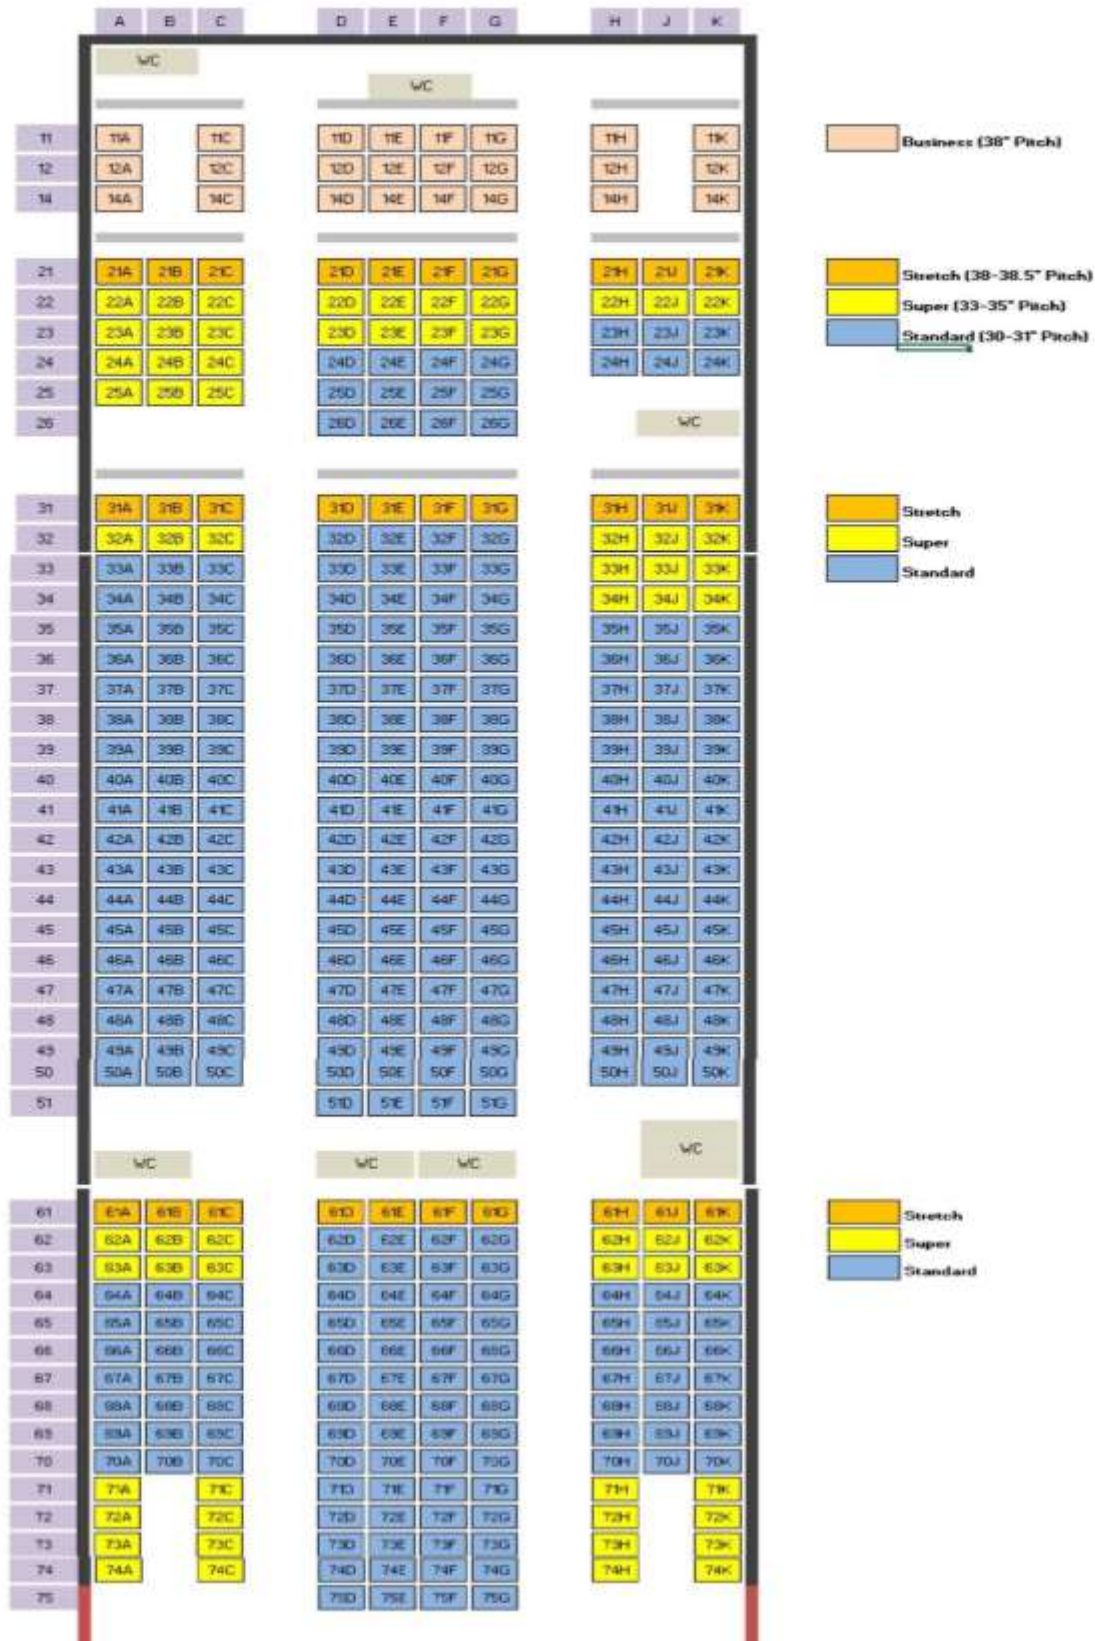 A B C D E F G H J K
WC
WC
11 11A 11C 11D 11E 11F 11G 11H 11K Business (38" Pitch)
12 12A 12C 12D 12E 12F 12G 12H 12K
14 14A 14C 14D 14E 14F 14G 14H 14K
21 21A 21B 21C 21D 21E 21F 21G 21H 21J 21K Stretch (38-38.5" Pitch)
22 22A 22B 22C 22D 22E 22F 22G 22H 22J 22K Super (33-35" Pitch)
23 23A 23B 23C 23D 23E 23F 23G 23H 23J 23K Standard (30-31" Pitch)
24 24A 24B 24C 24D 24E 24F 24G 24H 24J 24K
25 25A 25B 25C 25D 25E 25F 25G
26 26D 26E 26F 26G WC
31 31A 31B 31C 31D 31E 31F 31G 31H 31J 31K Stretch
32 32A 32B 32C 32D 32E 32F 32G 32H 32J 32K Super
33 33A 33B 33C 33D 33E 33F 33G 33H 33J 33K Standard
34 34A 34B 34C 34D 34E 34F 34G 34H 34J 34K
35 35A 35B 35C 35D 35E 35F 35G 35H 35J 35K
36 36A 36B 36C 36D 36E 36F 36G 36H 36J 36K
37 37A 37B 37C 37D 37E 37F 37G 37H 37J 37K
38 38A 38B 38C 38D 38E 38F 38G 38H 38J 38K
39 39A 39B 39C 39D 39E 39F 39G 39H 39J 39K
40 40A 40B 40C 40D 40E 40F 40G 40H 40J 40K
41 41A 41B 41C 41D 41E 41F 41G 41H 41J 41K
42 42A 42B 42C 42D 42E 42F 42G 42H 42J 42K
43 43A 43B 43C 43D 43E 43F 43G 43H 43J 43K
44 44A 44B 44C 44D 44E 44F 44G 44H 44J 44K
45 45A 45B 45C 45D 45E 45F 45G 45H 45J 45K
46 46A 46B 46C 46D 46E 46F 46G 46H 46J 46K
47 47A 47B 47C 47D 47E 47F 47G 47H 47J 47K
48 48A 48B 48C 48D 48E 48F 48G 48H 48J 48K
49 49A 49B 49C 49D 49E 49F 49G 49H 49J 49K
50 50A 50B 50C 50D 50E 50F 50G 50H 50J 50K
51 51D 51E 51F 51G
WC WC WC WC
61 61A 61B 61C 61D 61E 61F 61G 61H 61J 61K Stretch
62 62A 62B 62C 62D 62E 62F 62G 62H 62J 62K Super
63 63A 63B 63C 63D 63E 63F 63G 63H 63J 63K Standard
64 64A 64B 64C 64D 64E 64F 64G 64H 64J 64K
65 65A 65B 65C 65D 65E 65F 65G 65H 65J 65K
66 66A 66B 66C 66D 66E 66F 66G 66H 66J 66K
67 67A 67B 67C 67D 67E 67F 67G 67H 67J 67K
68 68A 68B 68C 68D 68E 68F 68G 68H 68J 68K
69 69A 69B 69C 69D 69E 69F 69G 69H 69J 69K
70 70A 70B 70C 70D 70E 70F 70G 70H 70J 70K
71 71A 71C 71D 71E 71F 71G 71H 71K
72 72A 72C 72D 72E 72F 72G 72H 72K
73 73A 73C 73D 73E 73F 73G 73H 73K
74 74A 74C 74D 74E 74F 74G 74H 74K
75 75D 75E 75F 75G